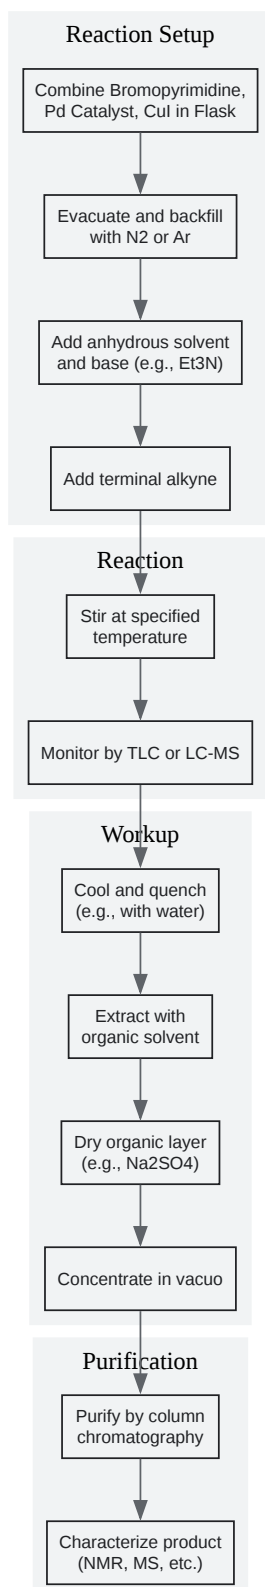 Reaction Setup
Combine Bromopyrimidine,
Pd Catalyst, CuI in Flask
Evacuate and backfill
with N2 or Ar
Add anhydrous solvent
and base (e.g., Et3N)
Add terminal alkyne
Reaction
Stir at specified
temperature
Monitor by TLC or LC-MS
Workup
Cool and quench
(e.g., with water)
Extract with
organic solvent
Dry organic layer
(e.g., Na2SO4)
Concentrate in vacuo
Purification
Purify by column
chromatography
Characterize product
(NMR, MS, etc.)